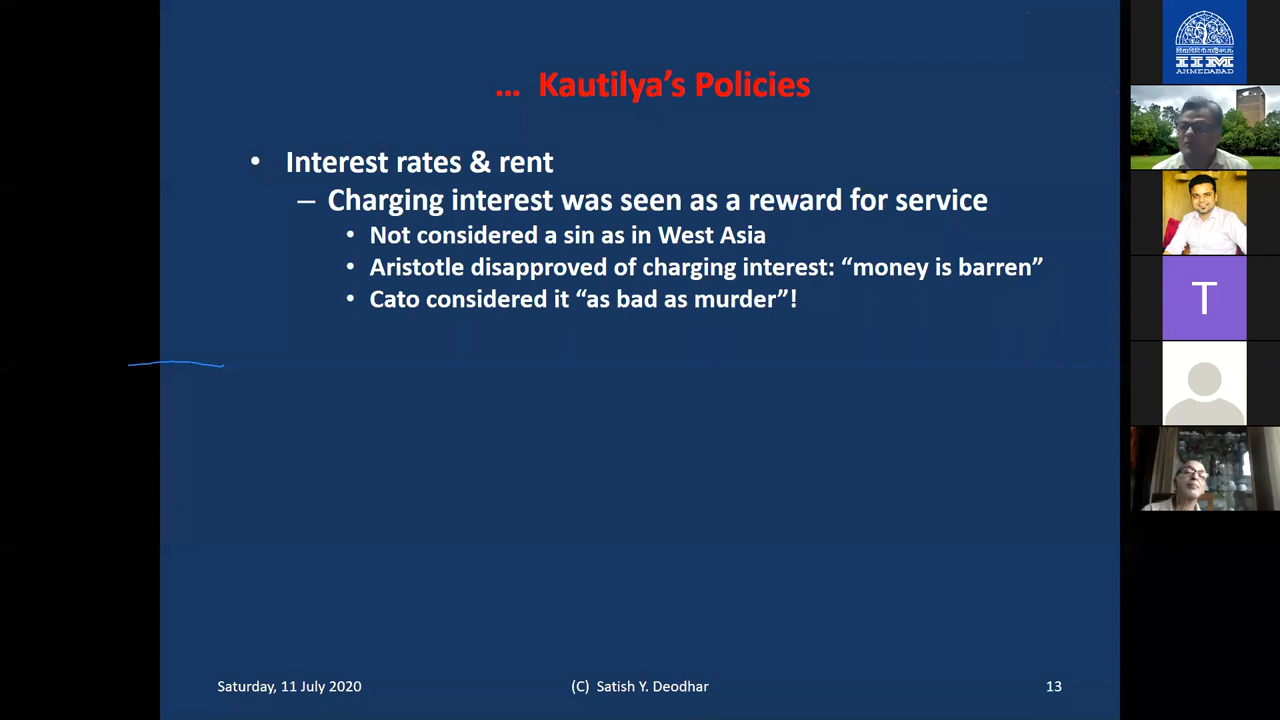 … Kautilya’s Policies
• Interest rates & rent
– Charging interest was seen as a reward for service
• Not considered a sin as in West Asia
• Aristotle disapproved of charging interest: “money is barren”
• Cato considered it “as bad as murder”!
Saturday, 11 July 2020
(C) Satish Y. Deodhar
13
IIM
AHMEDABAD
T